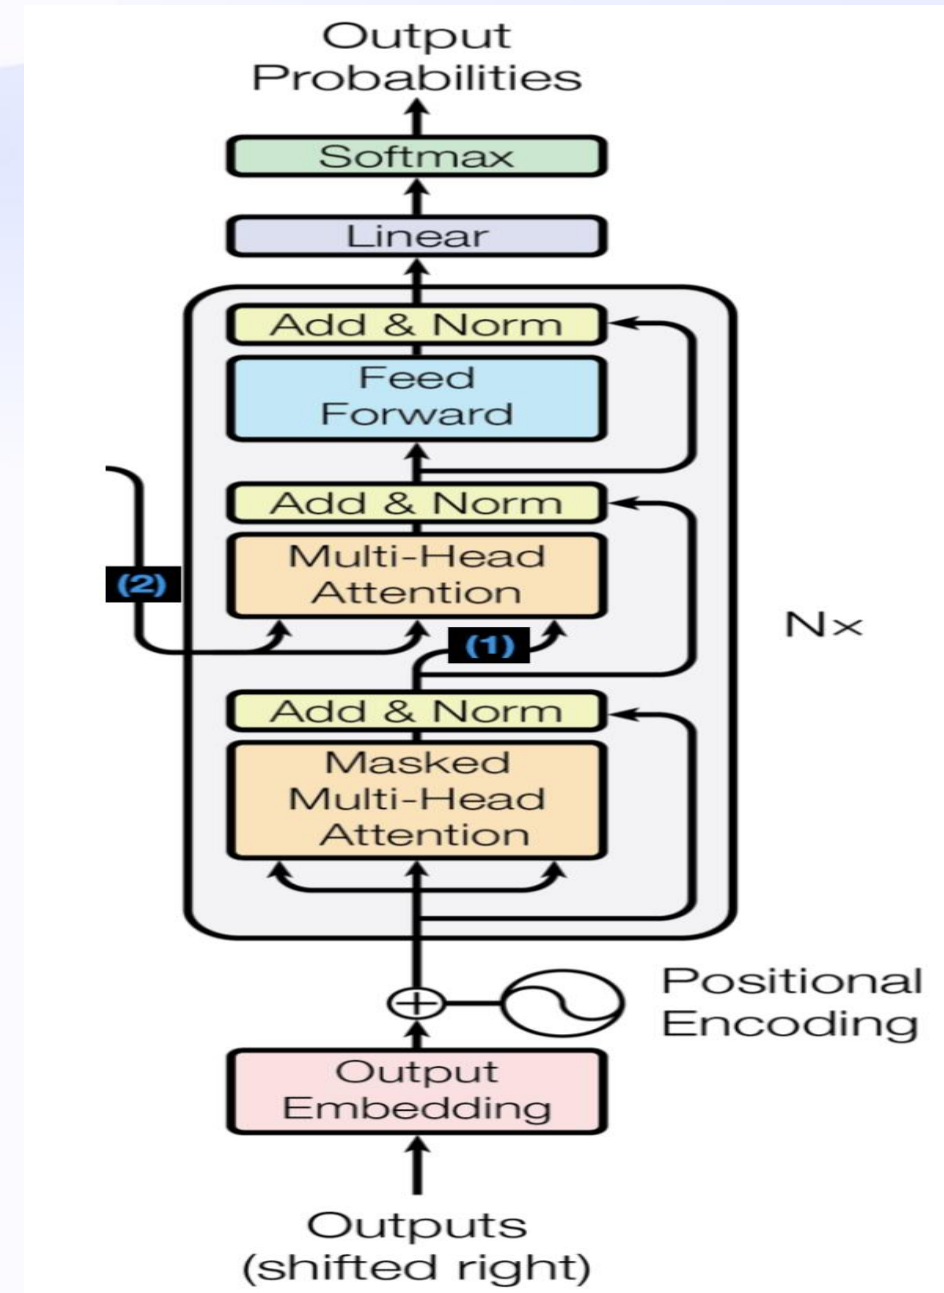 Output
Probabilities
Softmax
Linear
Add & Norm
Feed
Forward
Add & Norm
Multi-Head
Attention
(2)
Nx
(1)
Add & Norm
Masked
Multi-Head
Attention
Positional
Encoding
Output
Embedding
Outputs
(shifted right)